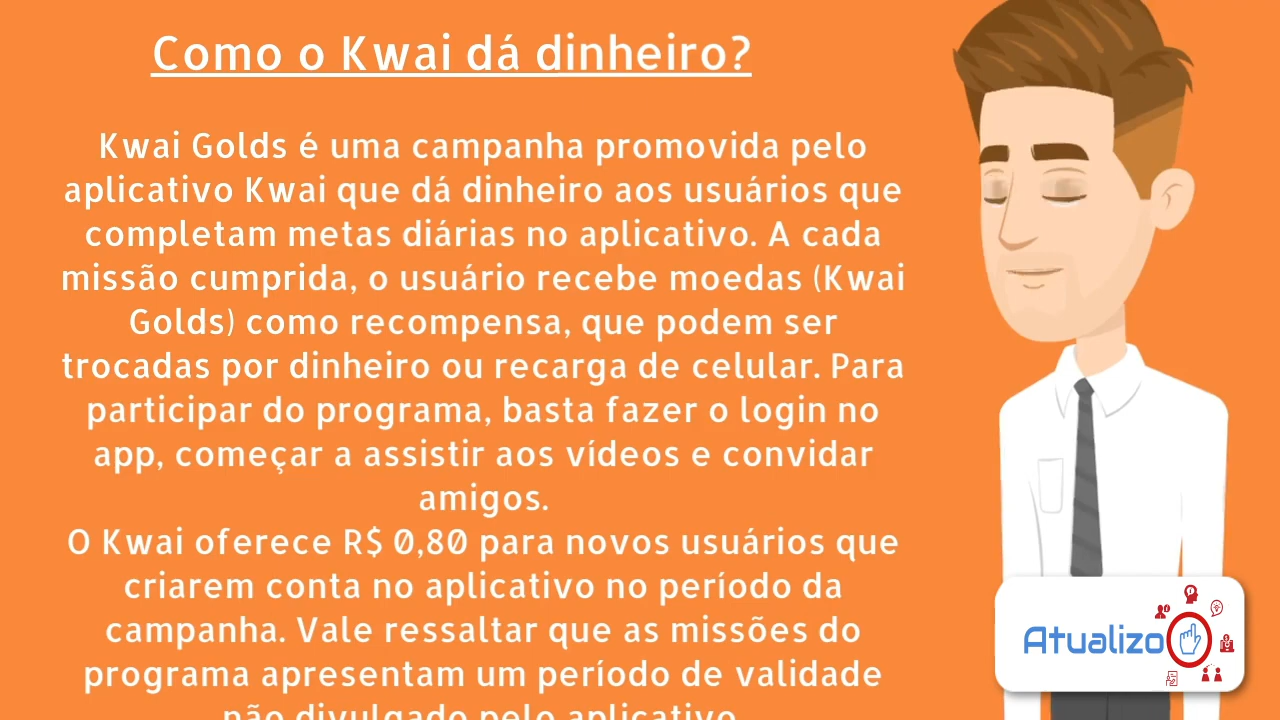 Como o Kwai dá dinheiro?
Kwai Golds é uma campanha promovida pelo
aplicativo Kwai que dá dinheiro aos usuários que
completam metas diárias no aplicativo. A cada
missão cumprida, o usuário recebe moedas (Kwai
Golds) como recompensa, que podem ser
trocadas por dinheiro ou recarga de celular. Para
participar do programa, basta fazer o login no
app, começar a assistir aos vídeos e convidar
amigos.
O Kwai oferece R$ 0,80 para novos usuários que
criarem conta no aplicativo no período da
campanha. Vale ressaltar que as missões do
programa apresentam um período de validade
não divulgado pelo aplicativo
Atualizo